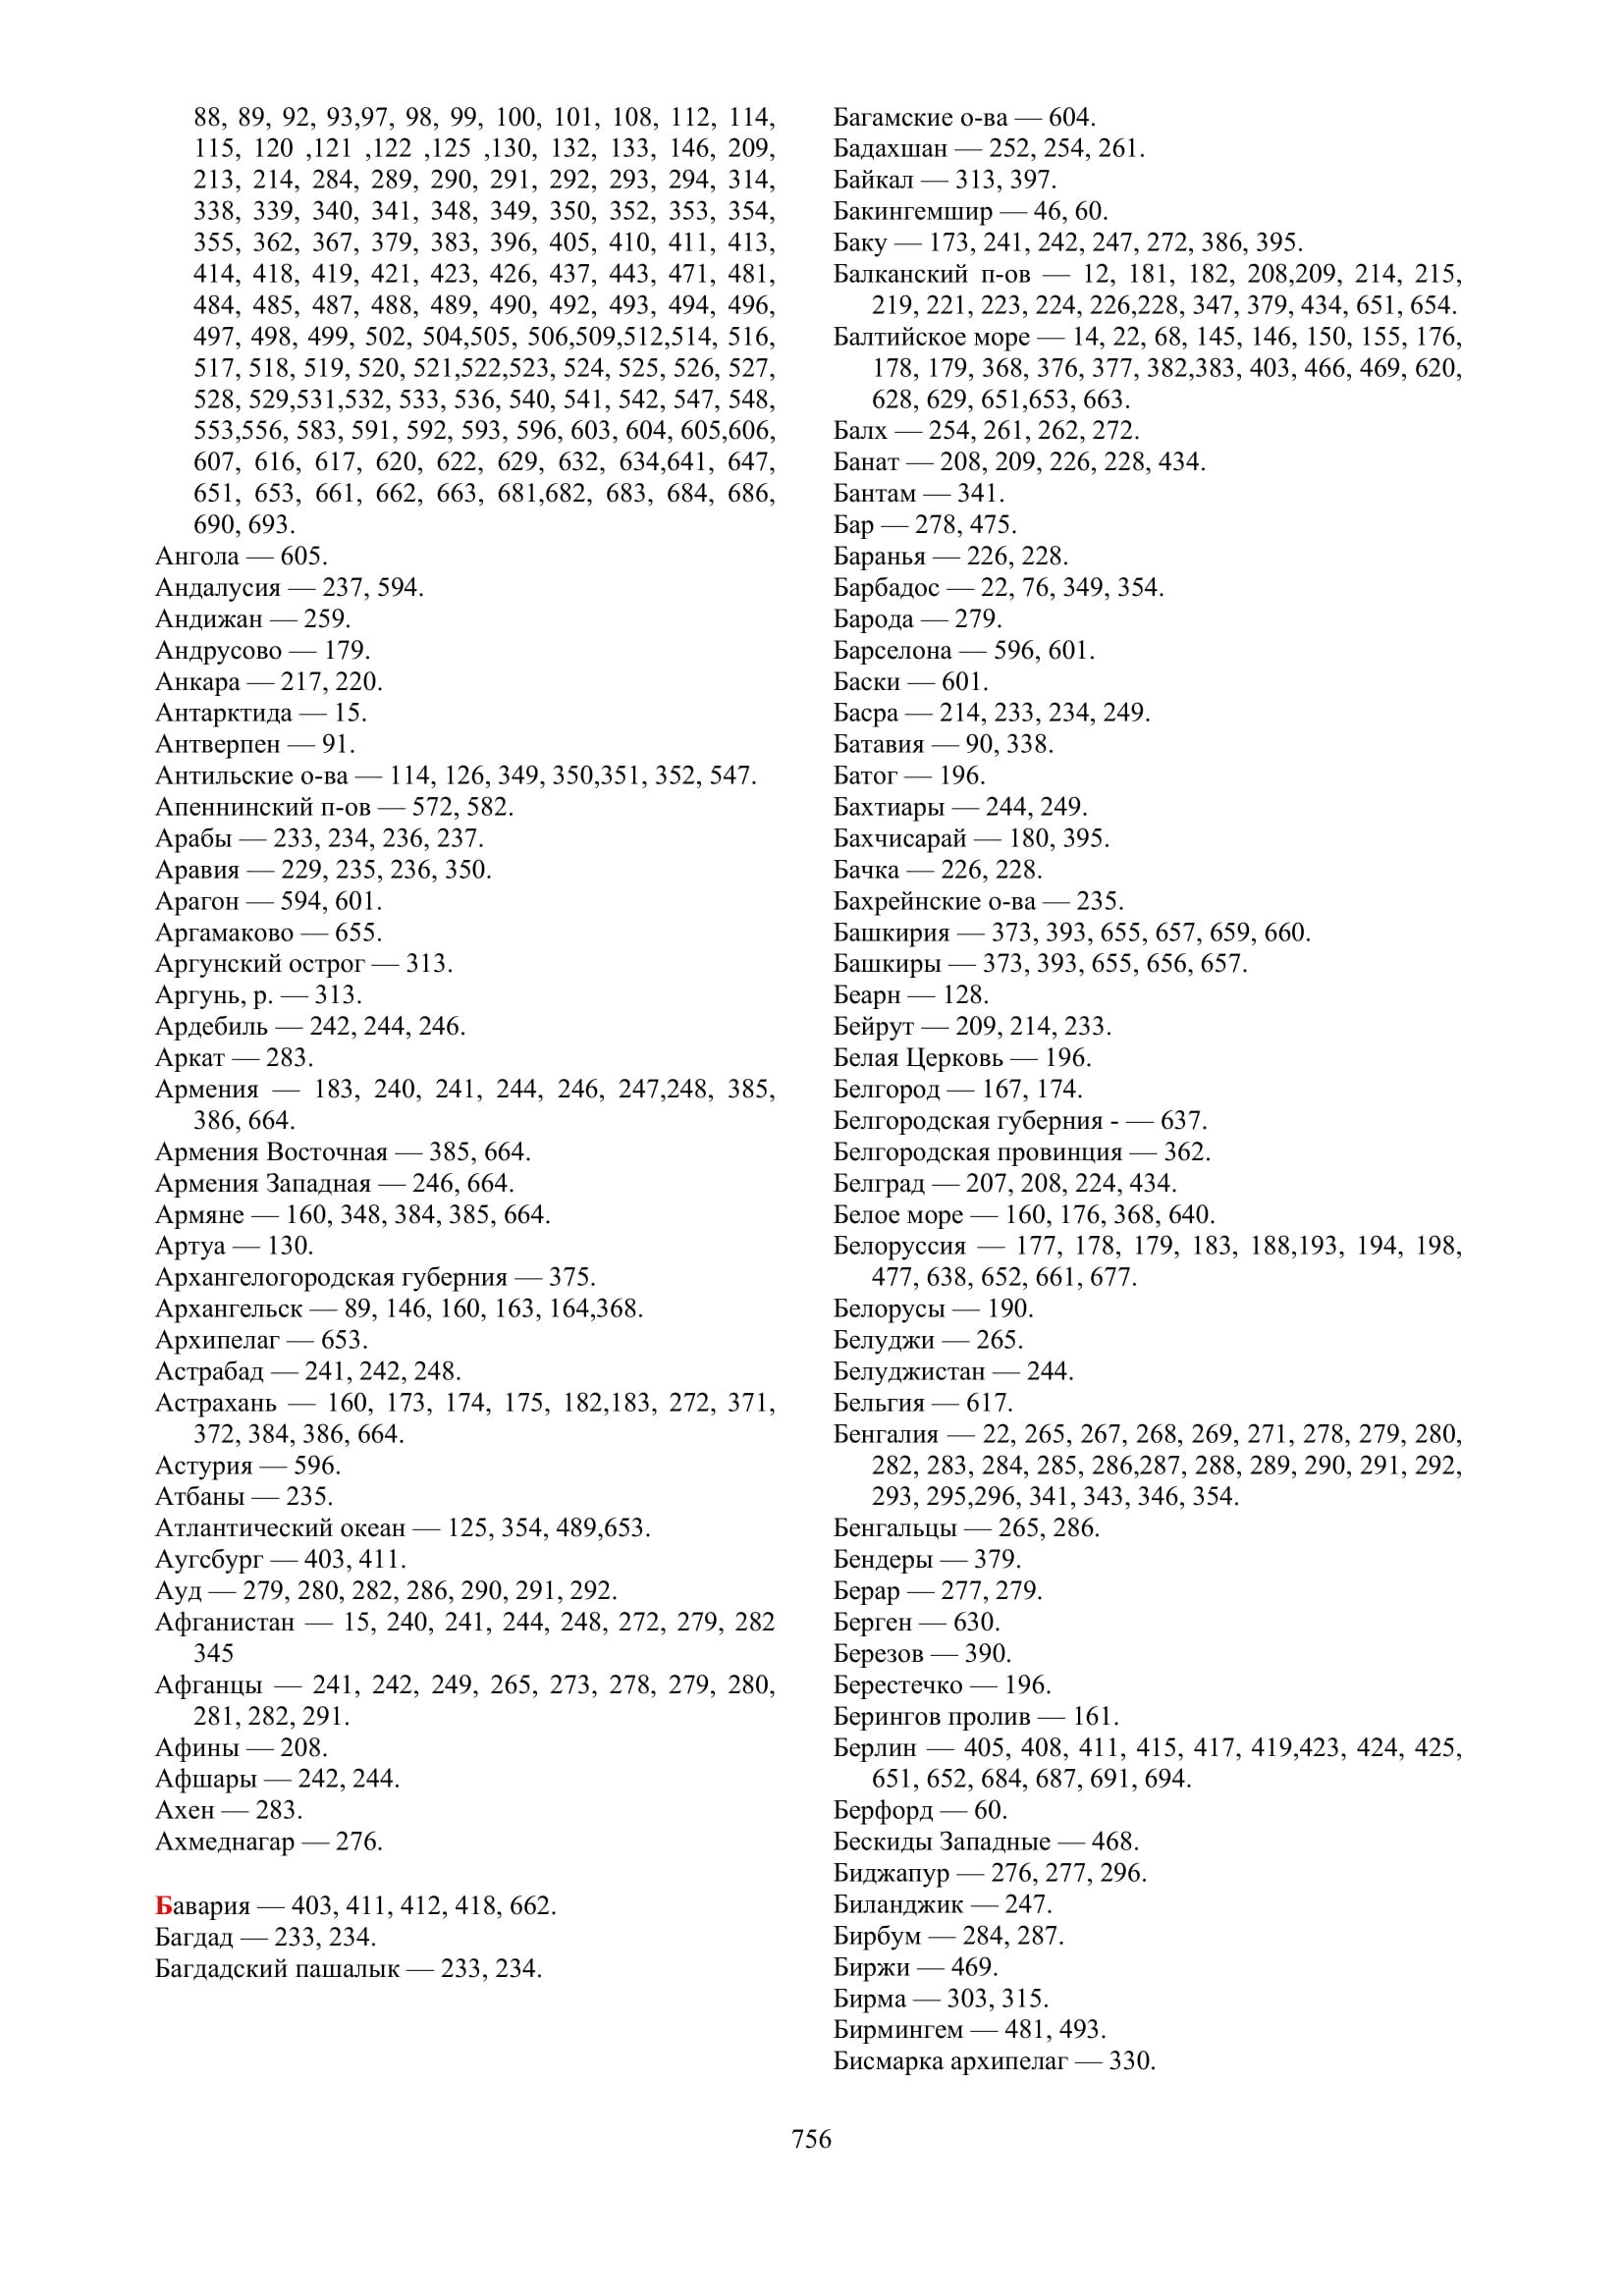 88, 89, 92, 93,97, 98, 99, 100, 101, 108, 112, 114,
115, 120 ,121 ,122 ,125 ,130, 132, 133, 146, 209,
213, 214, 284, 289, 290, 291, 292, 293, 294, 314,
338, 339, 340, 341, 348, 349, 350, 352, 353, 354,
355, 362, 367, 379, 383, 396, 405, 410, 411, 413,
414, 418, 419, 421, 423, 426, 437, 443, 471, 481,
484, 485, 487, 488, 489, 490, 492, 493, 494, 496,
497, 498, 499, 502, 504,505, 506,509,512,514, 516,
517, 518, 519, 520, 521,522,523, 524, 525, 526, 527,
528, 529,531,532, 533, 536, 540, 541, 542, 547, 548,
553,556, 583, 591, 592, 593, 596, 603, 604, 605,606,
607, 616, 617, 620, 622, 629, 632, 634,641, 647,
651, 653, 661, 662, 663, 681,682, 683, 684, 686,
690, 693.
Ангола — 605.
Андалусия — 237, 594.
Андижан — 259.
Андрусово — 179.
Анкара — 217, 220.
Антарктида — 15.
Антверпен — 91.
Антильские о-ва — 114, 126, 349, 350,351, 352, 547.
Апеннинский п-ов — 572, 582.
Арабы — 233, 234, 236, 237.
Аравия — 229, 235, 236, 350.
Арагон — 594, 601.
Аргамаково — 655.
Аргунский острог — 313.
Аргунь, р. — 313.
Ардебиль — 242, 244, 246.
Аркат — 283.
Армения — 183, 240, 241, 244, 246, 247,248, 385,
386, 664.
Армения Восточная — 385, 664.
Армения Западная — 246, 664.
Армяне — 160, 348, 384, 385, 664.
Артуа — 130.
Архангелогородская губерния — 375.
Архангельск — 89, 146, 160, 163, 164,368.
Архипелаг — 653.
Астрабад — 241, 242, 248.
Астрахань — 160, 173, 174, 175, 182,183, 272, 371,
372, 384, 386, 664.
Астурия — 596.
Атбаны — 235.
Атлантический океан — 125, 354, 489,653.
Аугсбург — 403, 411.
Ауд — 279, 280, 282, 286, 290, 291, 292.
Афганистан — 15, 240, 241, 244, 248, 272, 279, 282
345
Афганцы — 241, 242, 249, 265, 273, 278, 279, 280,
281, 282, 291.
Афины — 208.
Афшары — 242, 244.
Ахен — 283.
Ахмеднагар — 276.
Бавария — 403, 411, 412, 418, 662.
Багдад — 233, 234.
Багдадский пашалык — 233, 234.
Багамские о-ва — 604.
Бадахшан — 252, 254, 261.
Байкал — 313, 397.
Бакингемшир — 46, 60.
Баку — 173, 241, 242, 247, 272, 386, 395.
Балканский п-ов — 12, 181, 182, 208,209, 214, 215,
219, 221, 223, 224, 226,228, 347, 379, 434, 651, 654.
Балтийское море — 14, 22, 68, 145, 146, 150, 155, 176,
178, 179, 368, 376, 377, 382,383, 403, 466, 469, 620,
628, 629, 651,653, 663.
Балх — 254, 261, 262, 272.
Банат — 208, 209, 226, 228, 434.
Бантам — 341.
Бар — 278, 475.
Баранья — 226, 228.
Барбадос — 22, 76, 349, 354.
Барода — 279.
Барселона — 596, 601.
Баски — 601.
Басра — 214, 233, 234, 249.
Батавия — 90, 338.
Батог — 196.
Бахтиары — 244, 249.
Бахчисарай — 180, 395.
Бачка — 226, 228.
Бахрейнские о-ва — 235.
Башкирия — 373, 393, 655, 657, 659, 660.
Башкиры — 373, 393, 655, 656, 657.
Беарн — 128.
Бейрут — 209, 214, 233.
Белая Церковь — 196.
Белгород — 167, 174.
Белгородская губерния - — 637.
Белгородская провинция — 362.
Белград — 207, 208, 224, 434.
Белое море — 160, 176, 368, 640.
Белоруссия — 177, 178, 179, 183, 188,193, 194, 198,
477, 638, 652, 661, 677.
Белорусы — 190.
Белуджи — 265.
Белуджистан — 244.
Бельгия — 617.
Бенгалия — 22, 265, 267, 268, 269, 271, 278, 279, 280,
282, 283, 284, 285, 286,287, 288, 289, 290, 291, 292,
293, 295,296, 341, 343, 346, 354.
Бенгальцы — 265, 286.
Бендеры — 379.
Берар — 277, 279.
Берген — 630.
Березов — 390.
Берестечко — 196.
Берингов пролив — 161.
Берлин — 405, 408, 411, 415, 417, 419,423, 424, 425,
651, 652, 684, 687, 691, 694.
Берфорд — 60.
Бескиды Западные — 468.
Биджапур — 276, 277, 296.
Биланджик — 247.
Бирбум — 284, 287.
Биржи — 469.
Бирма — 303, 315.
Бирмингем — 481, 493.
Бисмарка архипелаг — 330.
756